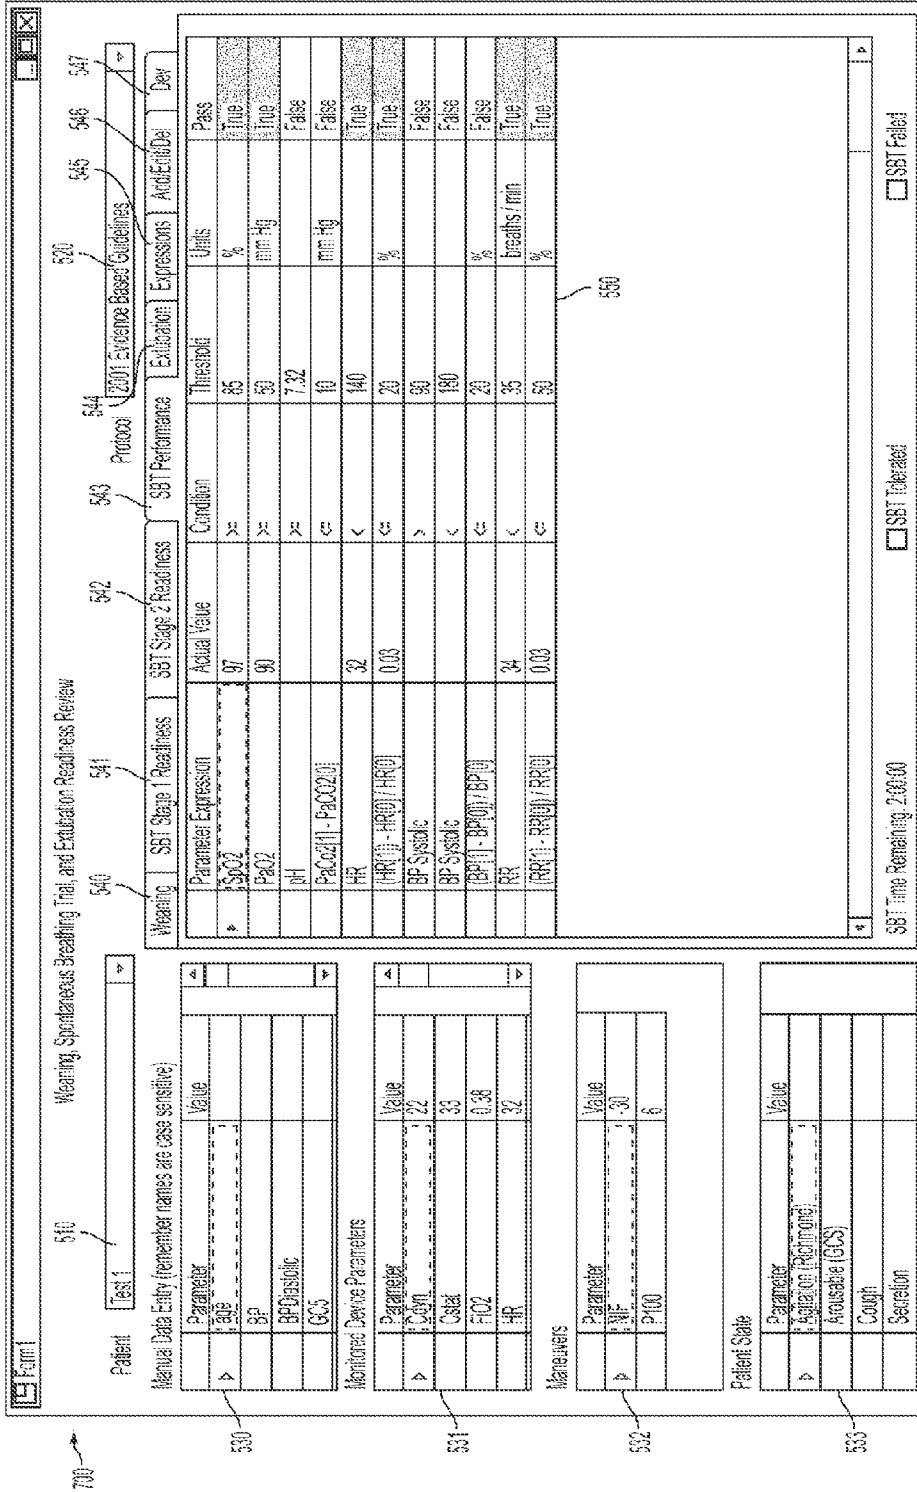 700
Form1
Weaning, Spontaneous Breathing Trial, and Extubation Readiness Review
510
520
Patient Test 1
Protocol 2001 Evidence Based Guidelines
540
541
542
543
544
545
546
547
Weaning SBT Stage 1 Readiness SBT Stage 2 Readiness SBT Performance Extubation Expressions Add/Edit/Del Dev
Manual Data Entry (remember names are case sensitive)
Parameter Value
age
BP
BPDiastolic
GCS
530
Monitored Device Parameters
Parameter Value
Cdyn 22
Cstat 33
FiO2 0.38
HR 32
531
Maneuvers
Parameter Value
NIF -30
P100 6
532
Patient State
Parameter Value
Agitation (Richmond)
Arousable (GCS)
Cough
Secretion
533
Parameter Expression Actual Value Condition Threshold Units Pass
SpO2 97 >= 85 % True
PaO2 90 >= 50 mm Hg True
pH >= 7.32 False
PaCo2[1] - PaCO2[0] <= 10 mm Hg False
HR 32 < 140 True
(HR[1] - HR[0] / HR[0] 0.03 <= 20 % True
BP Systolic > 90 False
BP Systolic < 180 False
(BP[1] - BP[0]) / BP[0] <= 20 % False
RR 34 < 35 breaths / min True
(RR[1] - RR[0]) / RR[0] 0.03 <= 50 % True
550
SBT Time Remaining: 2:00:00
SBT Tolerated
SBT Failed